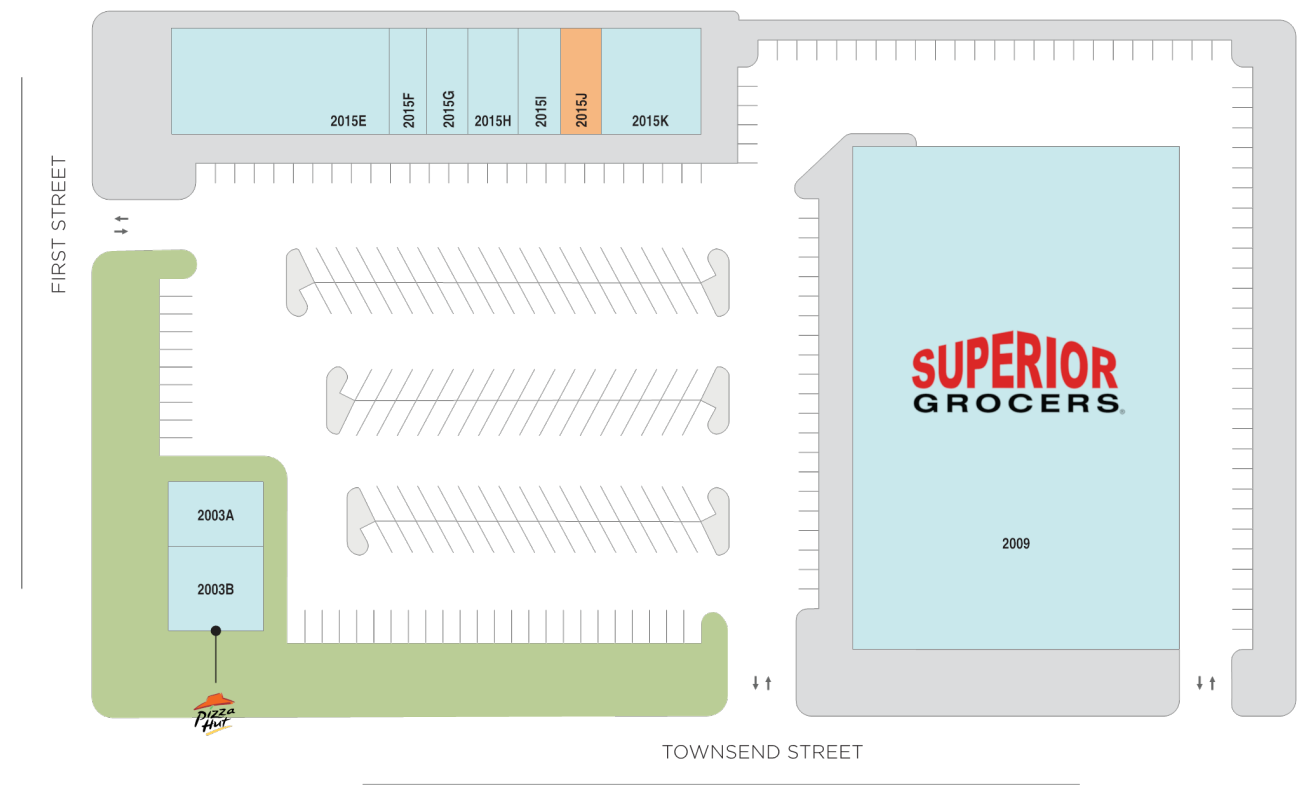 2015E
2015F
2015G
2015H
2015I
2015J
2015K
FIRST STREET
SUPERIOR
GROCERS®
2003A
2009
2003B
Pizza
Hut
TOWNSEND STREET